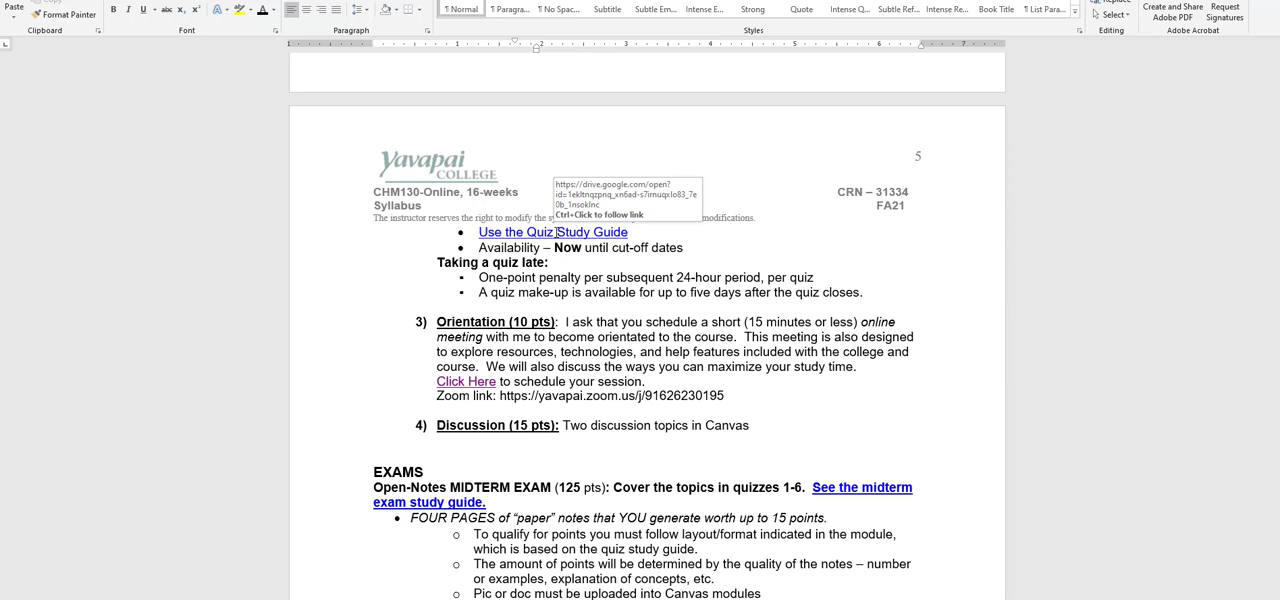 Paste
Format Painter
B I U abc x₂ x² A A
¶ Normal ¶ Paragra... ¶ No Spac... Subtitle Subtle Em... Intense E... Strong Quote Intense Q... Subtle Ref... Intense Re... Book Title ¶ List Para...
Replace
Select
Create and Share
Adobe PDF
Request
Signatures
Clipboard Font Paragraph Styles Editing Adobe Acrobat
1 1 2 3 4 5 6 7
Yavapai
COLLEGE
5
CHM130-Online, 16-weeks
CRN – 31334
Syllabus
FA21
https://drive.google.com/open?
Ctrl+Click to follow link
The instructor reserves the right to modify the modifications.
• Use the Quiz Study Guide
• Availability – Now until cut-off dates
Taking a quiz late:
▪ One-point penalty per subsequent 24-hour period, per quiz
▪ A quiz make-up is available for up to five days after the quiz closes.
3) Orientation (10 pts): I ask that you schedule a short (15 minutes or less) online
meeting with me to become orientated to the course. This meeting is also designed
to explore resources, technologies, and help features included with the college and
course. We will also discuss the ways you can maximize your study time.
Click Here to schedule your session.
Zoom link: https://yavapai.zoom.us/j/91626230195
4) Discussion (15 pts): Two discussion topics in Canvas
EXAMS
Open-Notes MIDTERM EXAM (125 pts): Cover the topics in quizzes 1-6. See the midterm
exam study guide.
• FOUR PAGES of “paper” notes that YOU generate worth up to 15 points.
o To qualify for points you must follow layout/format indicated in the module,
which is based on the quiz study guide.
o The amount of points will be determined by the quality of the notes – number
or examples, explanation of concepts, etc.
o Pic or doc must be uploaded into Canvas modules